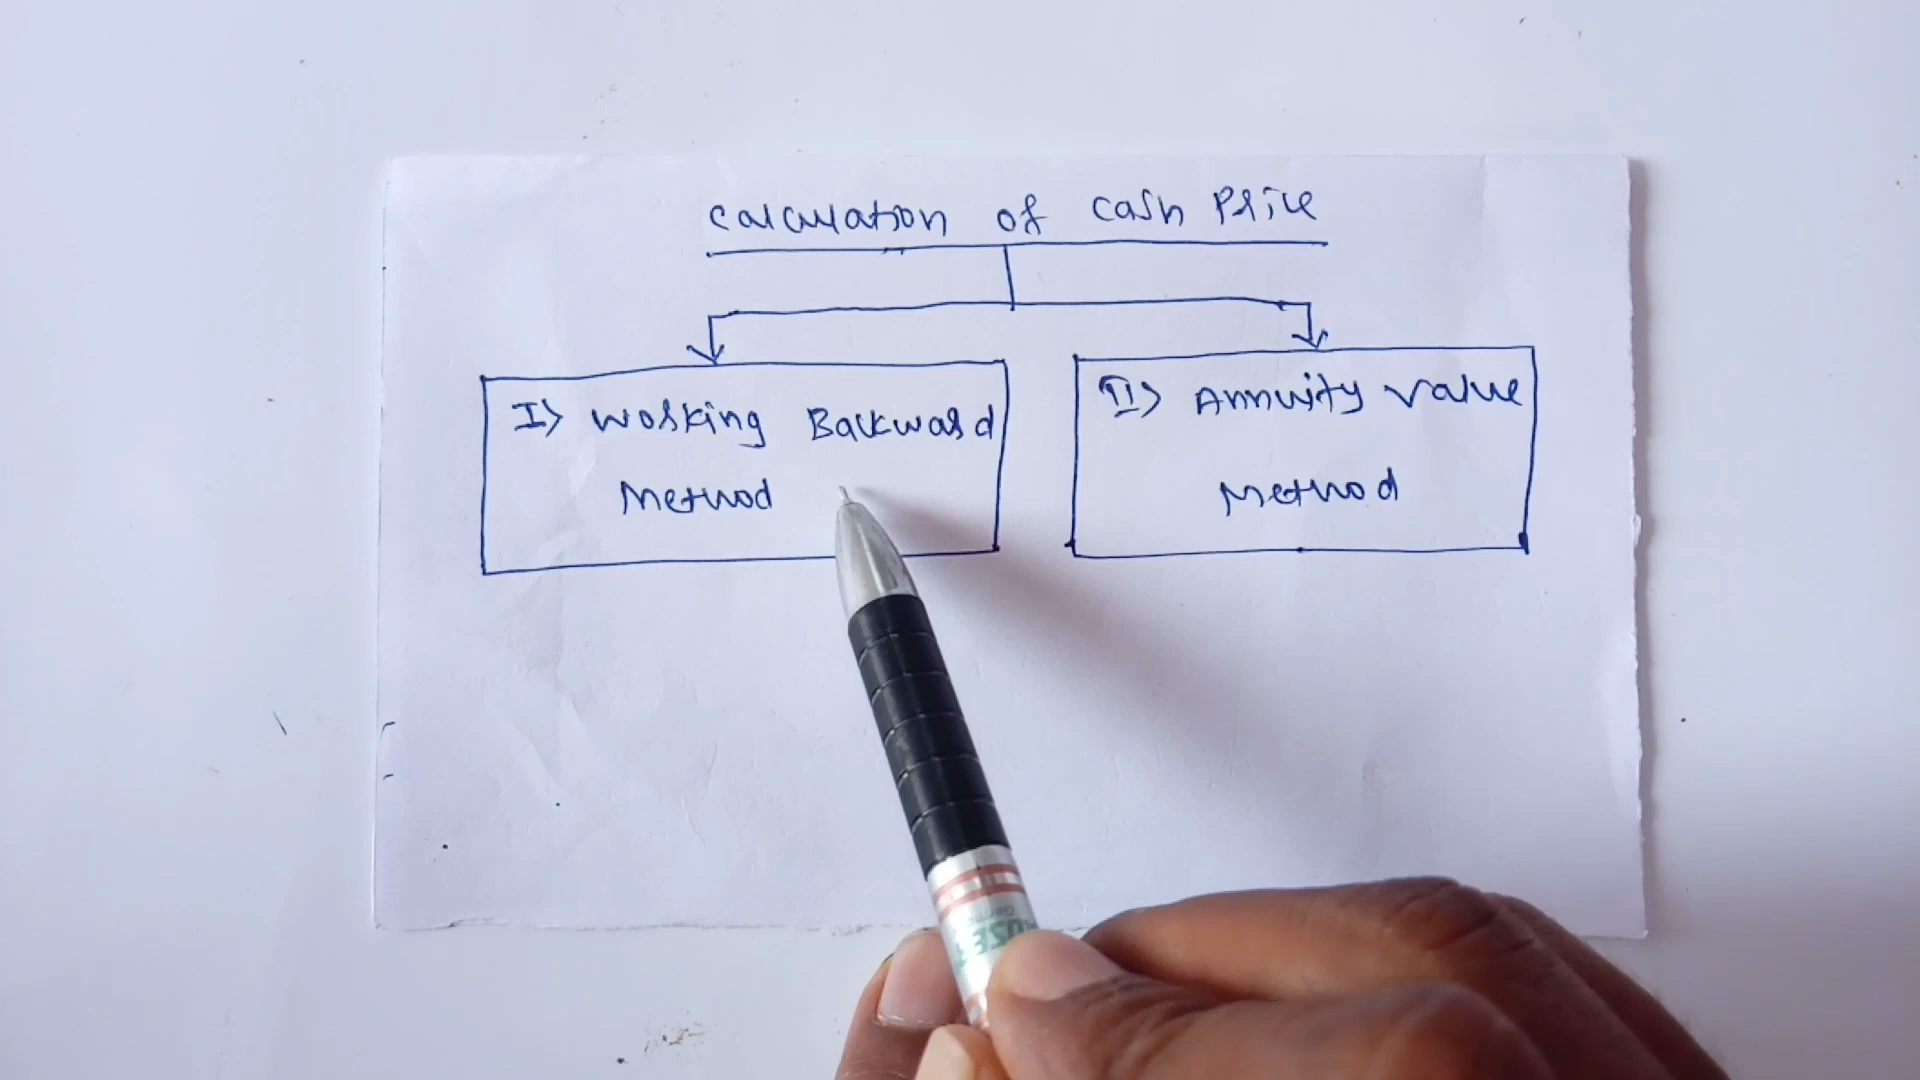 Calculation of Cash Price
I) Working Backward
Method
II) Annuity Value
Method